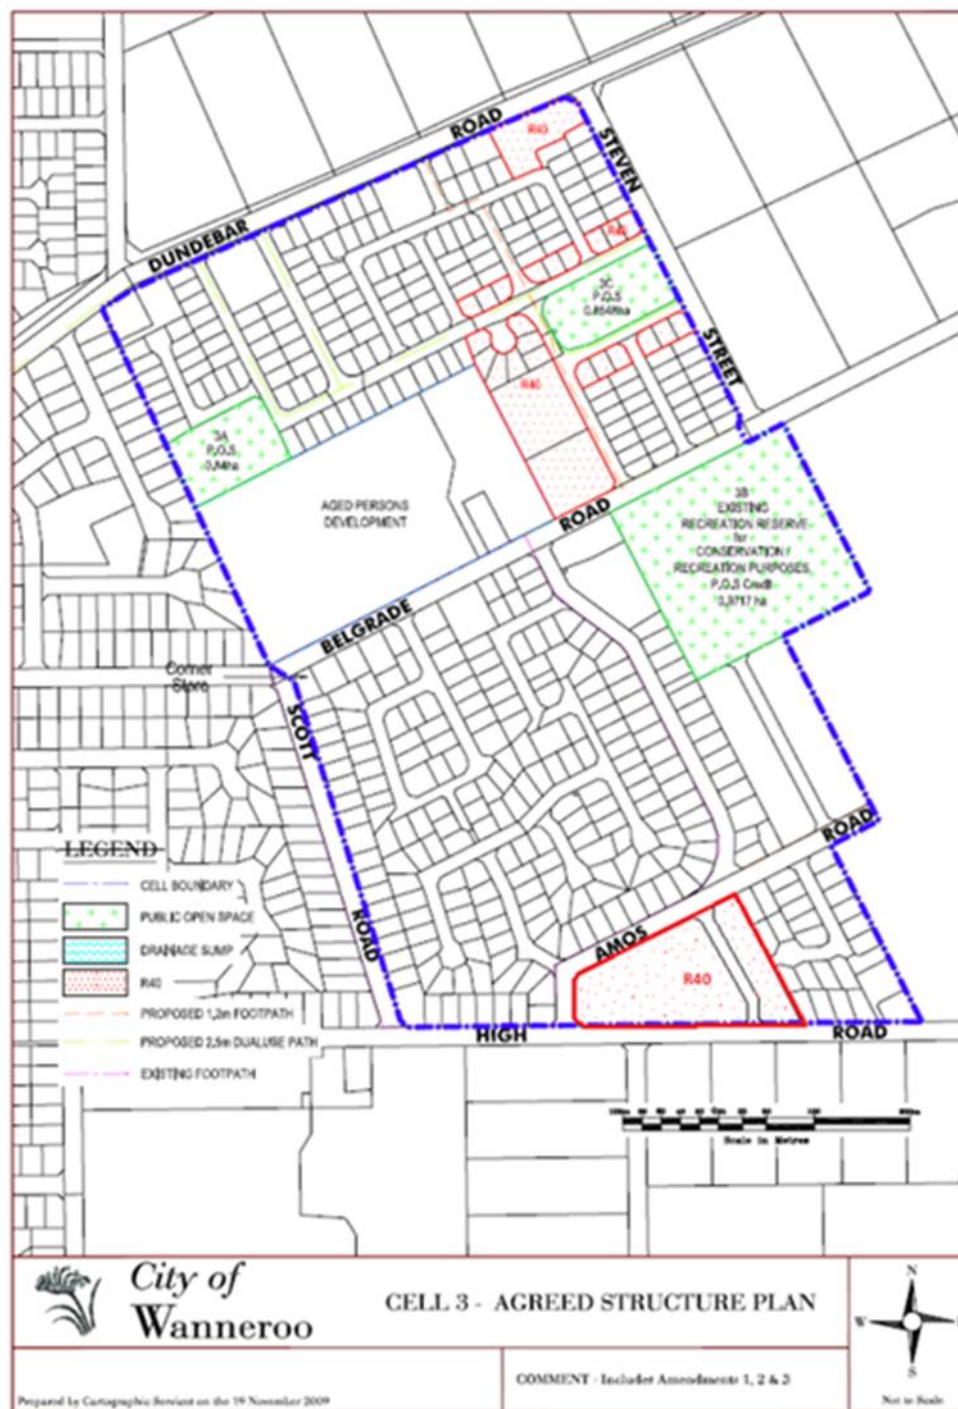 DUNDEBAR ROAD
STEVEN STREET
R40
R40
3C
P.O.S
R40
3A
P.O.S
AGED PERSONS
DEVELOPMENT
BELGRADE ROAD
3B
EXISTING
RECREATION RESERVE
for
CONSERVATION /
RECREATION PURPOSES
P.O.S Credit
Corner
Store
SCOTT ROAD
AMOS ROAD
R40
HIGH ROAD
LEGEND
CELL BOUNDARY
PUBLIC OPEN SPACE
DRAINAGE SUMP
R40
PROPOSED 1.2m FOOTPATH
PROPOSED 2.5m DUALUSE PATH
EXISTING FOOTPATH
Scale in Metres
City of
Wanneroo
CELL 3 - AGREED STRUCTURE PLAN
N
W
S
Not to Scale
COMMENT - Includes Amendments 1, 2 & 3
Prepared by Cartographic Services on the 19 November 2009